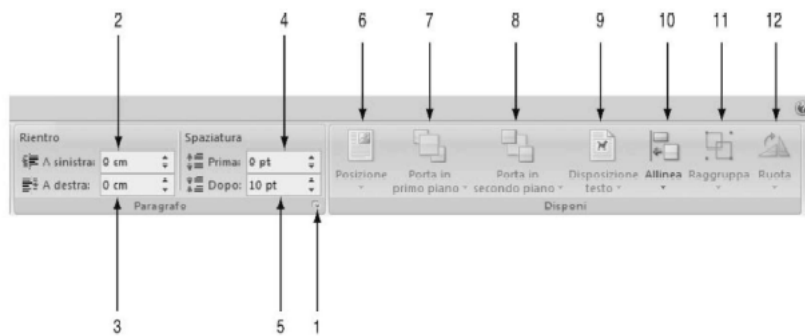 2 4 6 7 8 9 10 11 12
Rientro Spaziatura
A sinistra: 0 cm Prima: 0 pt
A destra: 0 cm Dopo: 10 pt
Posizione Porta in primo piano Porta in secondo piano Disposizione testo Allinea Raggruppa Ruota
Paragrafo Disponi
3 5 1